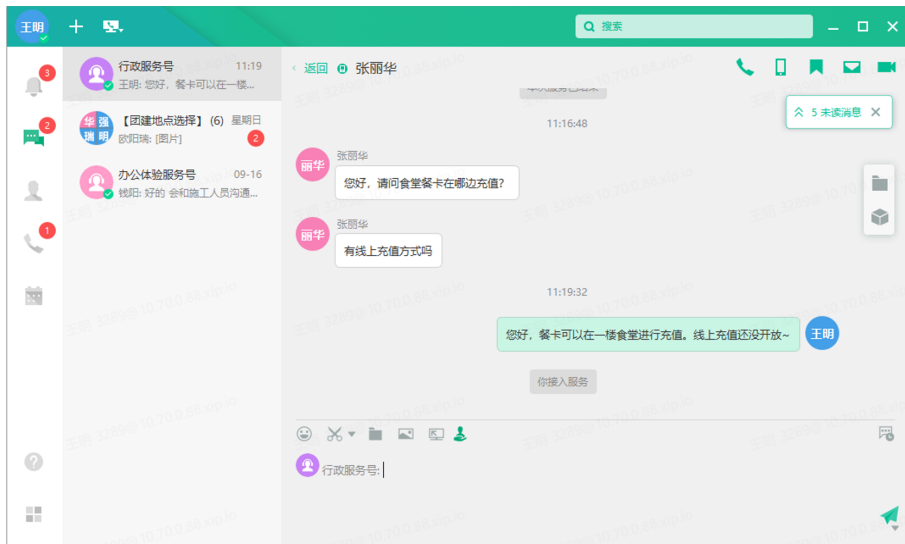 王明
搜索
3
2
1
行政服务号 11:19
王明: 您好，餐卡可以在一楼...
华 强
瑞 明
【团建地点选择】 (6) 星期日
欧阳瑞: [图片] 2
办公体验服务号 09-16
钱阳: 好的 会和施工人员沟通...
返回 张丽华
5 未读消息
11:16:48
丽华
张丽华
您好，请问食堂餐卡在哪边充值?
丽华
张丽华
有线上充值方式吗
11:19:32
您好，餐卡可以在一楼食堂进行充值。线上充值还没开放~
王明
你接入服务
行政服务号: